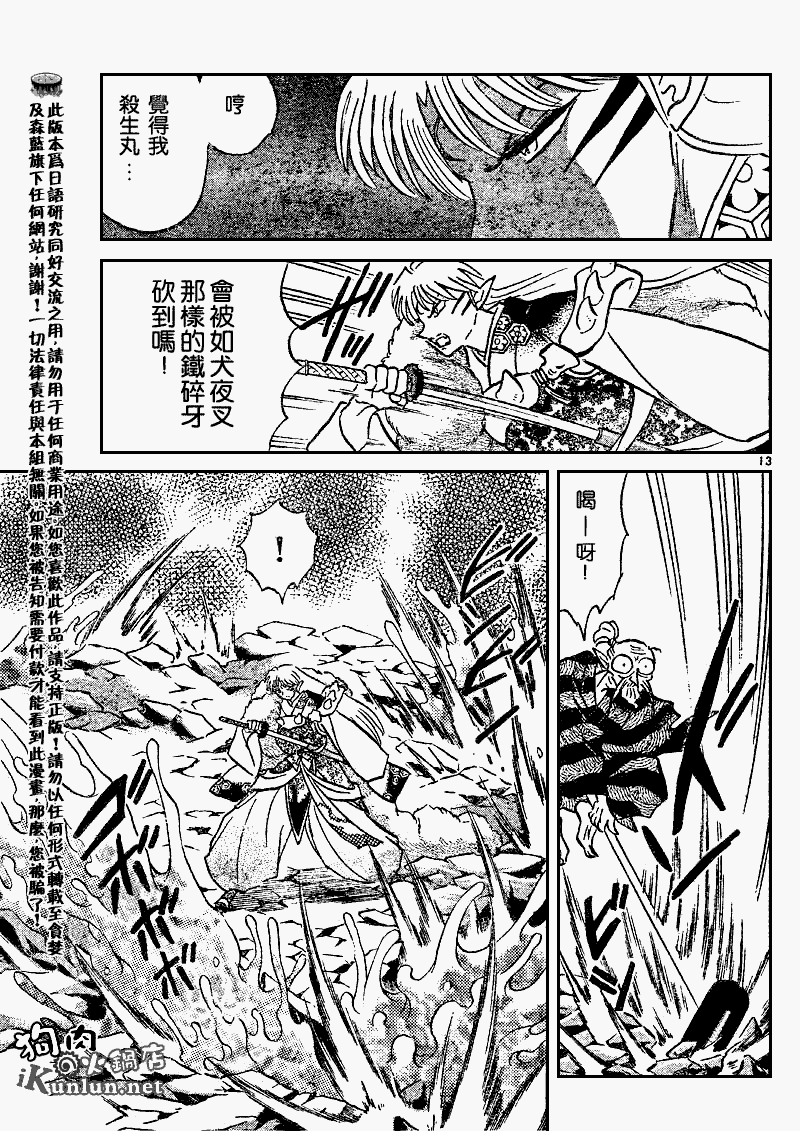 哼
覺得我
殺生丸…
會被如犬夜叉
那樣的鐵碎牙
砍到嗎！
13
喝—呀！
！
此版本爲日語研究同好交流之用，請勿用于任何商業用途，如您喜歡此作品，請支持正版！請勿以任何形式轉載至食夢
及森藍旗下任何網站，謝謝！一切法律責任與本組無關，如果您被告知需要付款才能看到此漫畫，那麼，您被騙了！
ボボボ
狗肉
@火鍋店
iKunlun.net